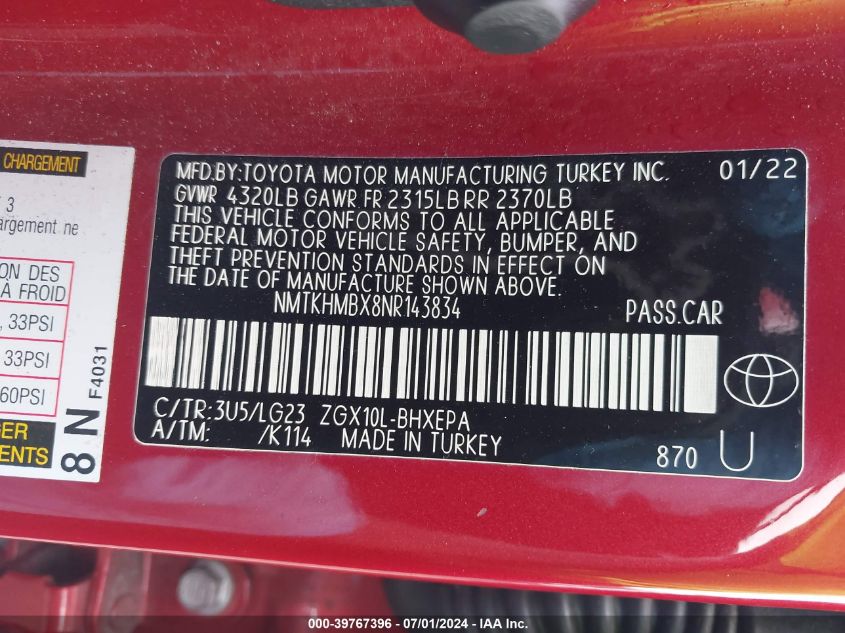 CHARGEMENT
3
argement ne
ION DES
A FROID
, 33PSI
33PSI
60PSI
GER
EMENTS
8 N F4031
MFD.BY:TOYOTA MOTOR MANUFACTURING TURKEY INC. 01/22
GVWR 4320LB GAWR FR 2315LB RR 2370LB
THIS VEHICLE CONFORMS TO ALL APPLICABLE
FEDERAL MOTOR VEHICLE SAFETY, BUMPER, AND
THEFT PREVENTION STANDARDS IN EFFECT ON
THE DATE OF MANUFACTURE SHOWN ABOVE.
NMTKHMBX8NR143834 PASS.CAR
C/TR:3U5/LG23 ZGX10L-BHXEPA
A/TM: /K114 MADE IN TURKEY
870 U
000-39767396 - 07/01/2024 - IAA Inc.